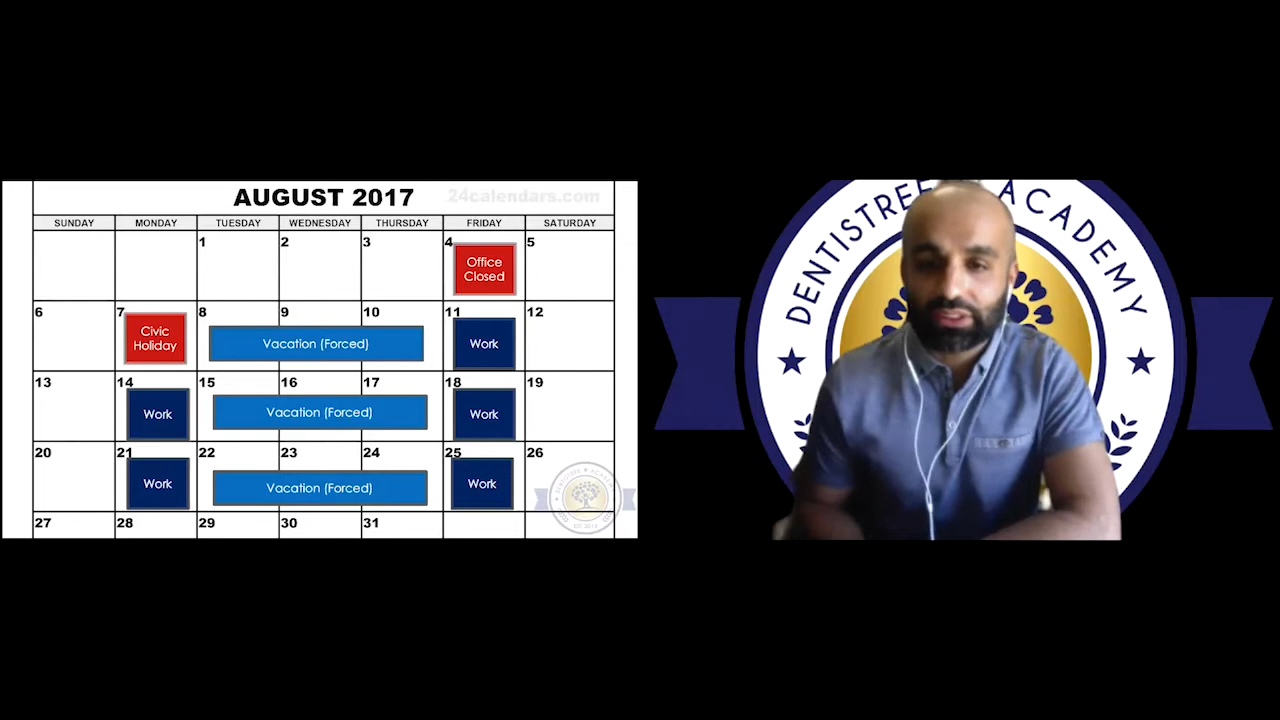 AUGUST 2017
24calendars.com
SUNDAY MONDAY TUESDAY WEDNESDAY THURSDAY FRIDAY SATURDAY
1 2 3 4 5
Office
Closed
6 7 8 9 10 11 12
Civic
Holiday
Vacation (Forced)
Work
13 14 15 16 17 18 19
Work
Vacation (Forced)
Work
20 21 22 23 24 25 26
Work
Vacation (Forced)
Work
27 28 29 30 31
DENTISTREE ACADEMY